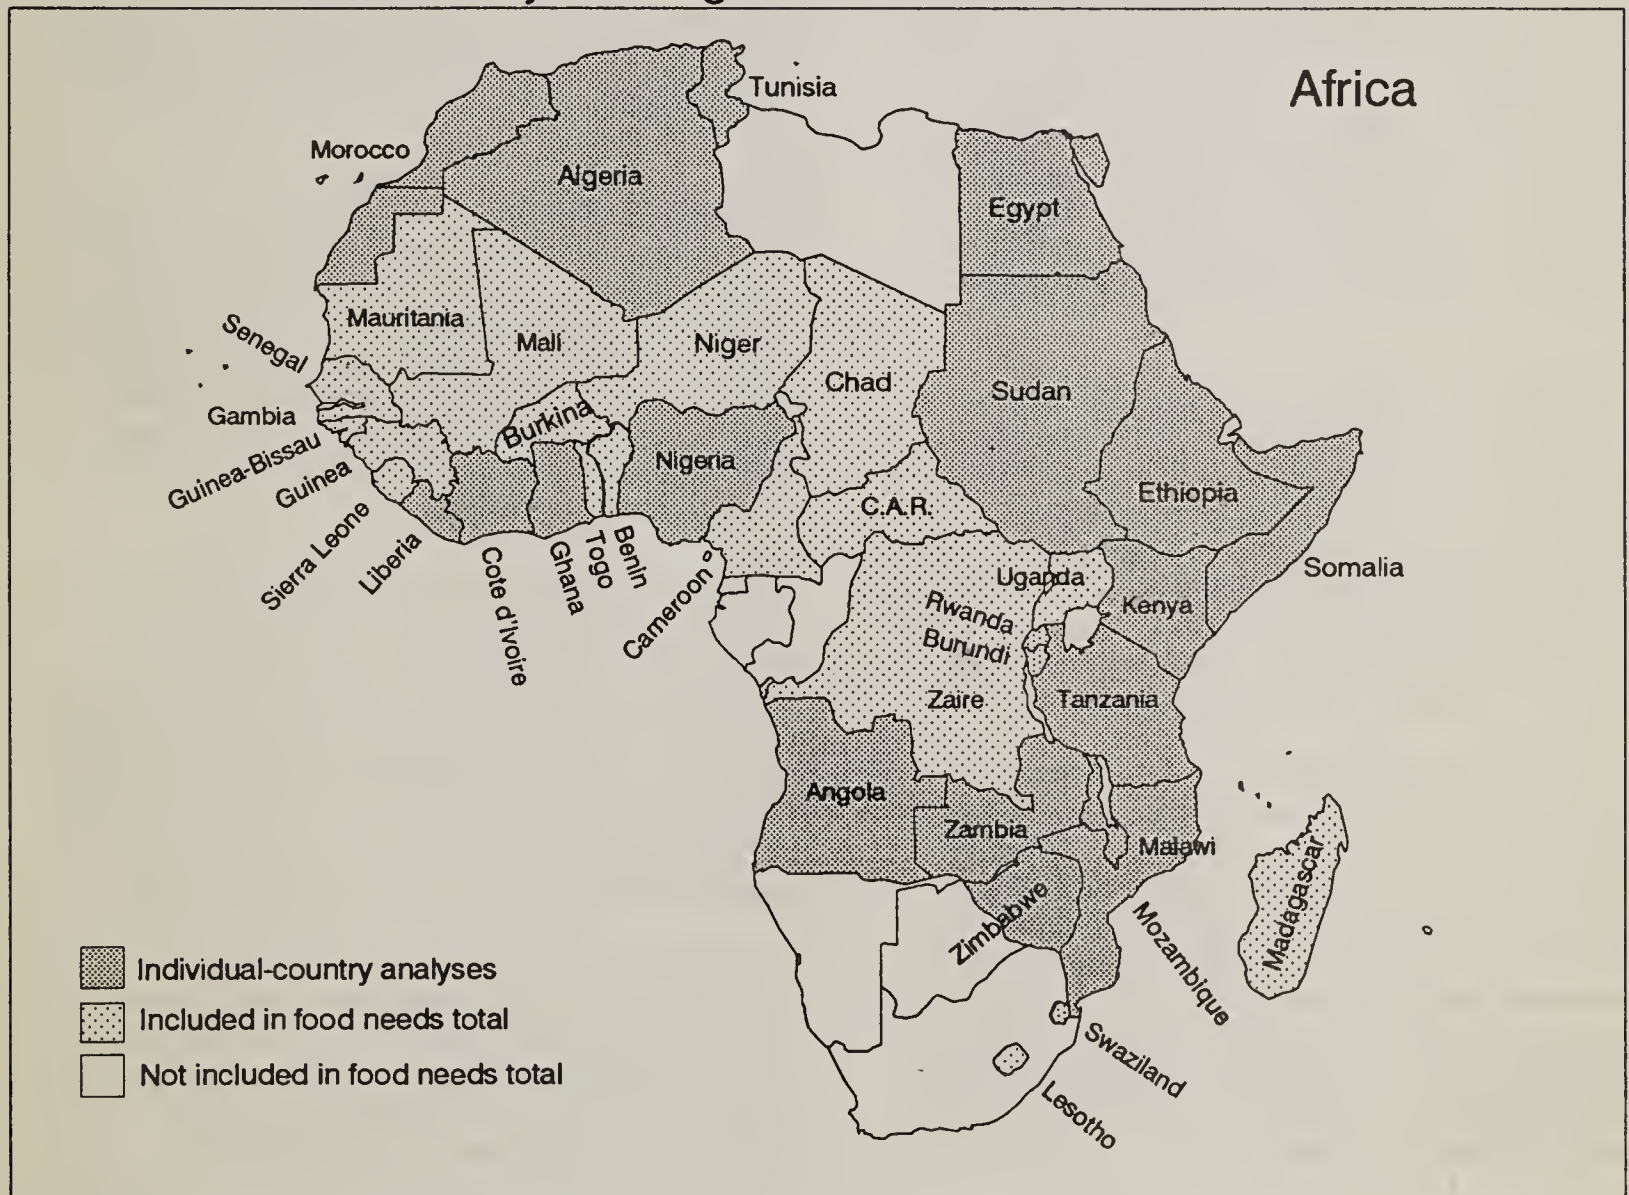 Africa
Tunisia
Morocco
Algeria
Egypt
Mauritania
Mali
Niger
Chad
Sudan
Senegal
Gambia
Guinea-Bissau
Guinea
Sierra Leone
Liberia
Burkina
Nigeria
Cote d'Ivoire
Ghana
Togo
Benin
Cameroon
C.A.R.
Ethiopia
Somalia
Uganda
Kenya
Rwanda
Burundi
Zaire
Tanzania
Angola
Zambia
Malawi
Zimbabwe
Mozambique
Madagascar
Swaziland
Lesotho
Individual-country analyses
Included in food needs total
Not included in food needs total